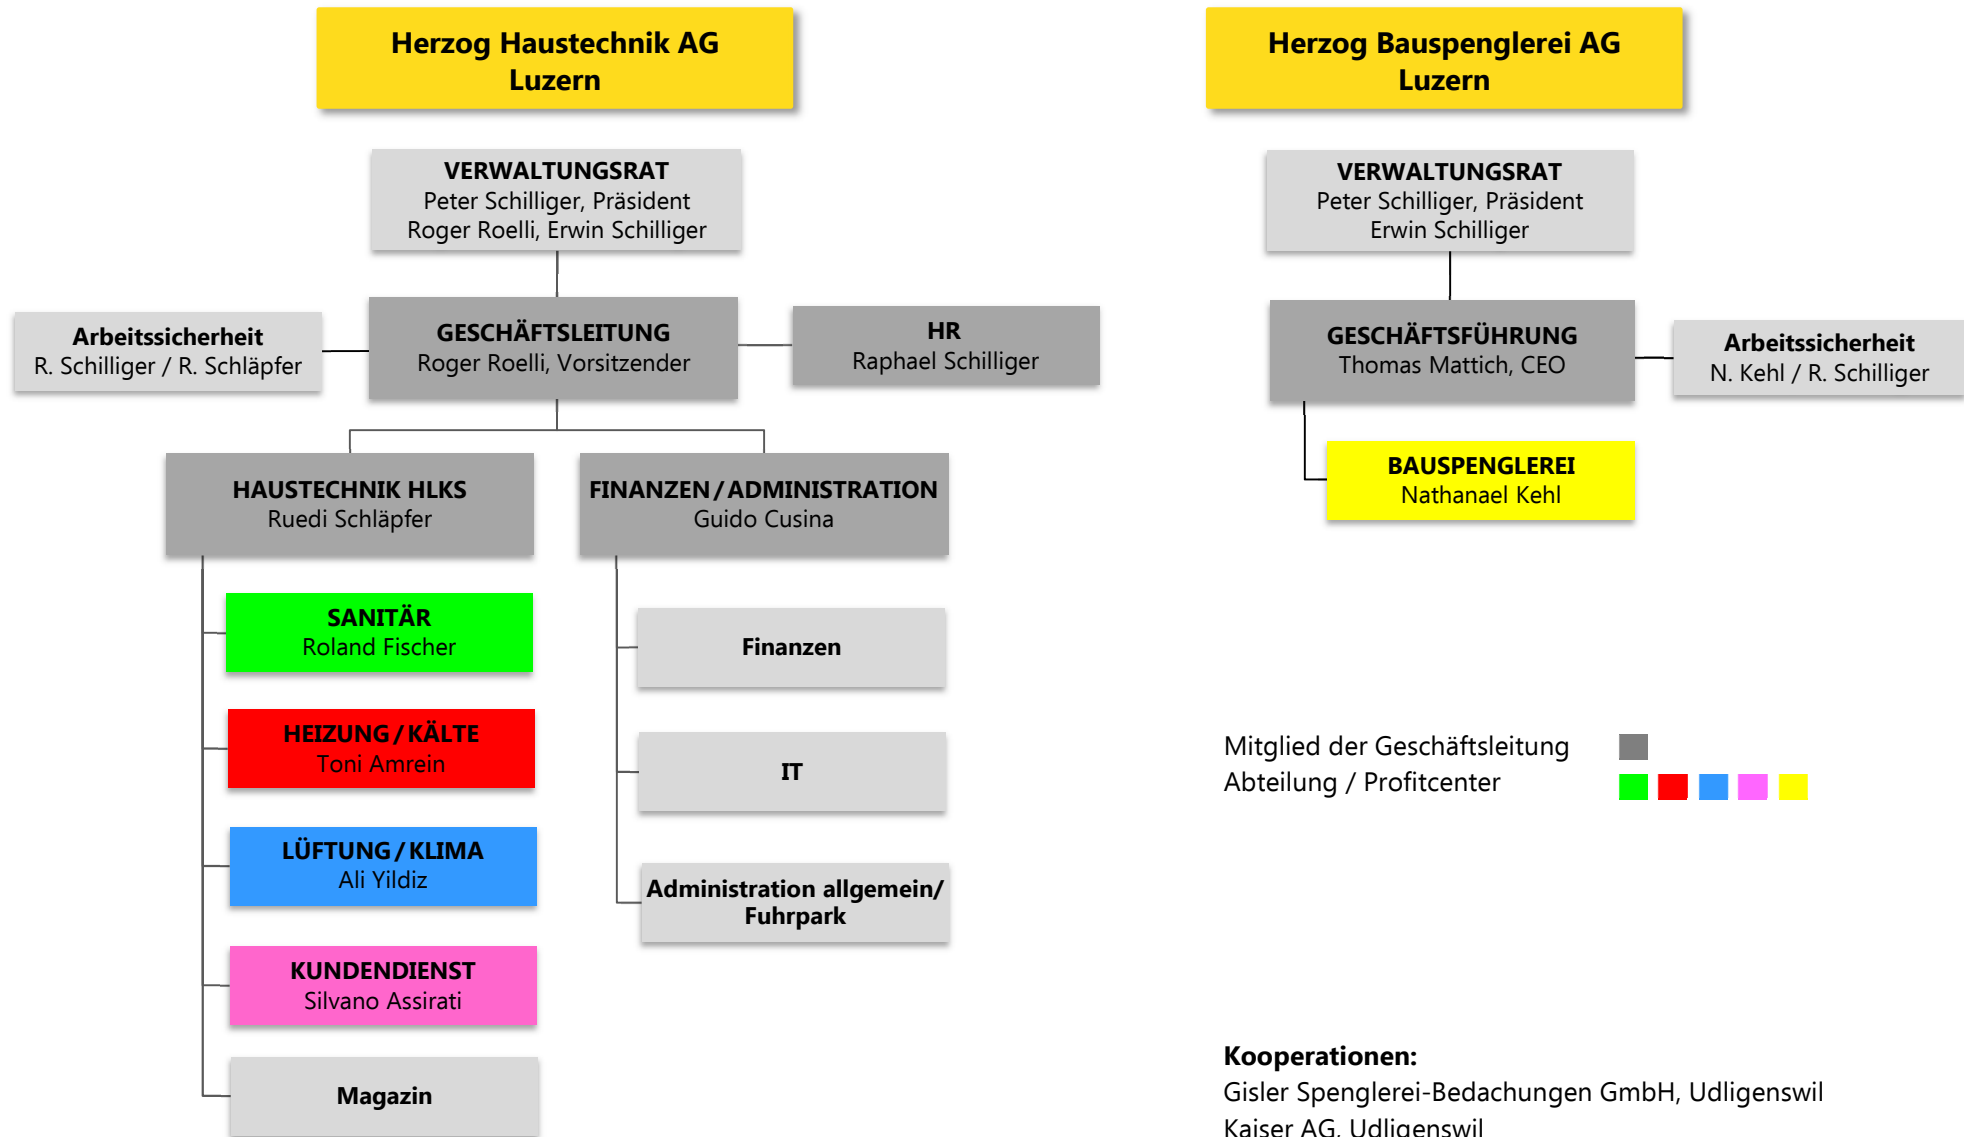 Herzog Haustechnik AG
Luzern
VERWALTUNGSRAT
Peter Schilliger, Präsident
Roger Roelli, Erwin Schilliger
Arbeitssicherheit
R. Schilliger / R. Schläpfer
GESCHÄFTSLEITUNG
Roger Roelli, Vorsitzender
HR
Raphael Schilliger
HAUSTECHNIK HLKS
Ruedi Schläpfer
FINANZEN / ADMINISTRATION
Guido Cusina
SANITÄR
Roland Fischer
HEIZUNG / KÄLTE
Toni Amrein
LÜFTUNG / KLIMA
Ali Yildiz
KUNDENDIENST
Silvano Assirati
Magazin
Finanzen
IT
Administration allgemein/
Fuhrpark
Herzog Bauspenglerei AG
Luzern
VERWALTUNGSRAT
Peter Schilliger, Präsident
Erwin Schilliger
GESCHÄFTSFÜHRUNG
Thomas Mattich, CEO
Arbeitssicherheit
N. Kehl / R. Schilliger
BAUSPENGLEREI
Nathanael Kehl
Mitglied der Geschäftsleitung
Abteilung / Profitcenter
Kooperationen:
Gisler Spenglerei-Bedachungen GmbH, Udligenswil
Kaiser AG, Udligenswil